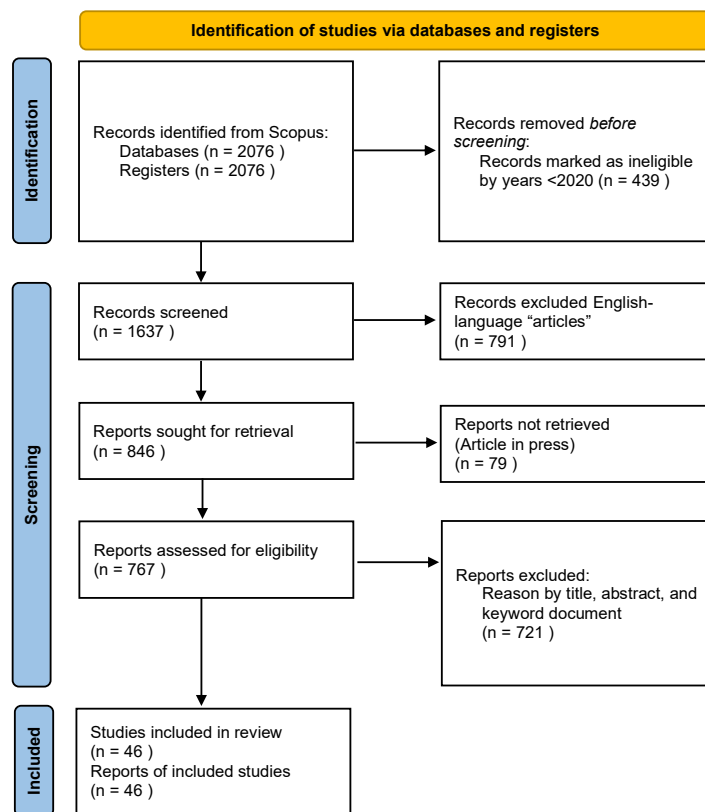 Identification of studies via databases and registers
Identification
Records identified from Scopus:
Databases (n = 2076 )
Registers (n = 2076 )
Records removed before
screening:
Records marked as ineligible
by years <2020 (n = 439 )
Screening
Records screened
(n = 1637 )
Records excluded English-
language “articles”
(n = 791 )
Reports sought for retrieval
(n = 846 )
Reports not retrieved
(Article in press)
(n = 79 )
Reports assessed for eligibility
(n = 767 )
Reports excluded:
Reason by title, abstract, and
keyword document
(n = 721 )
Included
Studies included in review
(n = 46 )
Reports of included studies
(n = 46 )